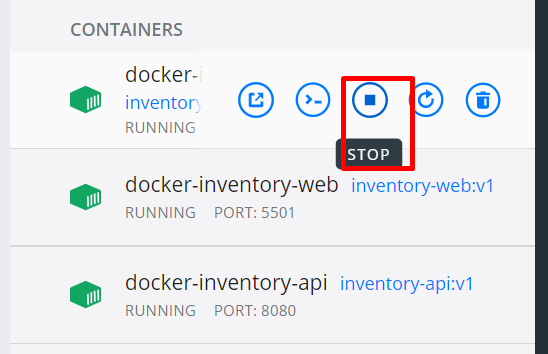 CONTAINERS
docker-
inventory
RUNNING
STOP
docker-inventory-web inventory-web:v1
RUNNING PORT: 5501
docker-inventory-api inventory-api:v1
RUNNING PORT: 8080